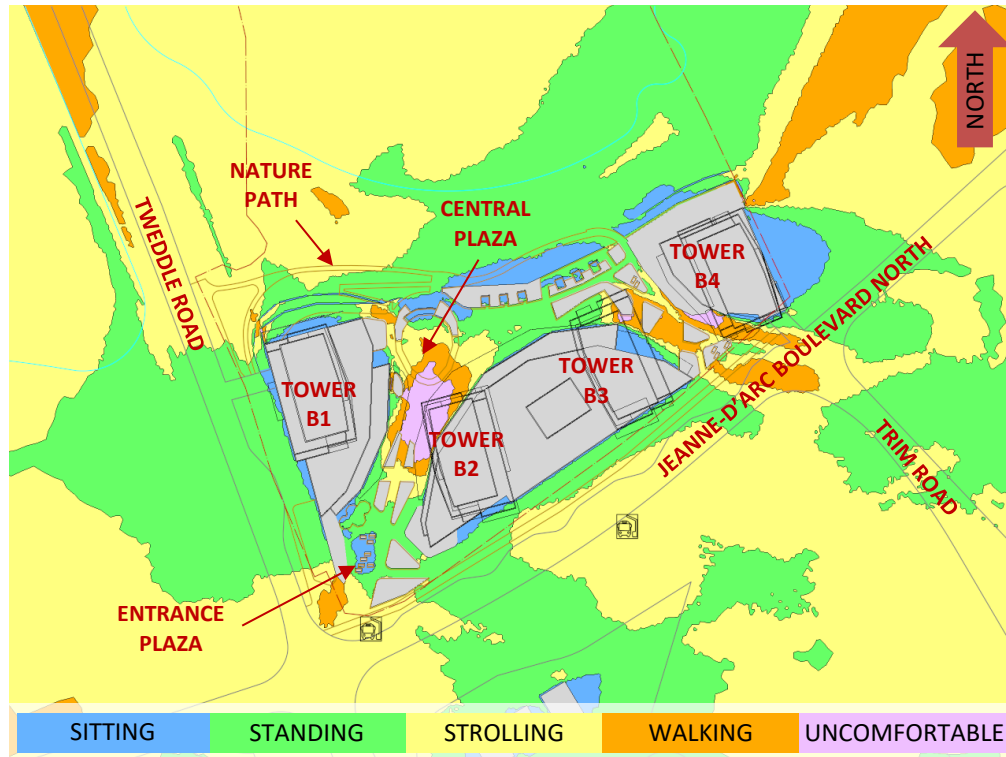 NORTH
NATURE
PATH
CENTRAL
PLAZA
TWEDDLE ROAD
TOWER
B4
JEANNE-D'ARC BOULEVARD NORTH
TOWER
B1
TOWER
B3
TOWER
B2
TRIM ROAD
ENTRANCE
PLAZA
SITTING
STANDING
STROLLING
WALKING
UNCOMFORTABLE